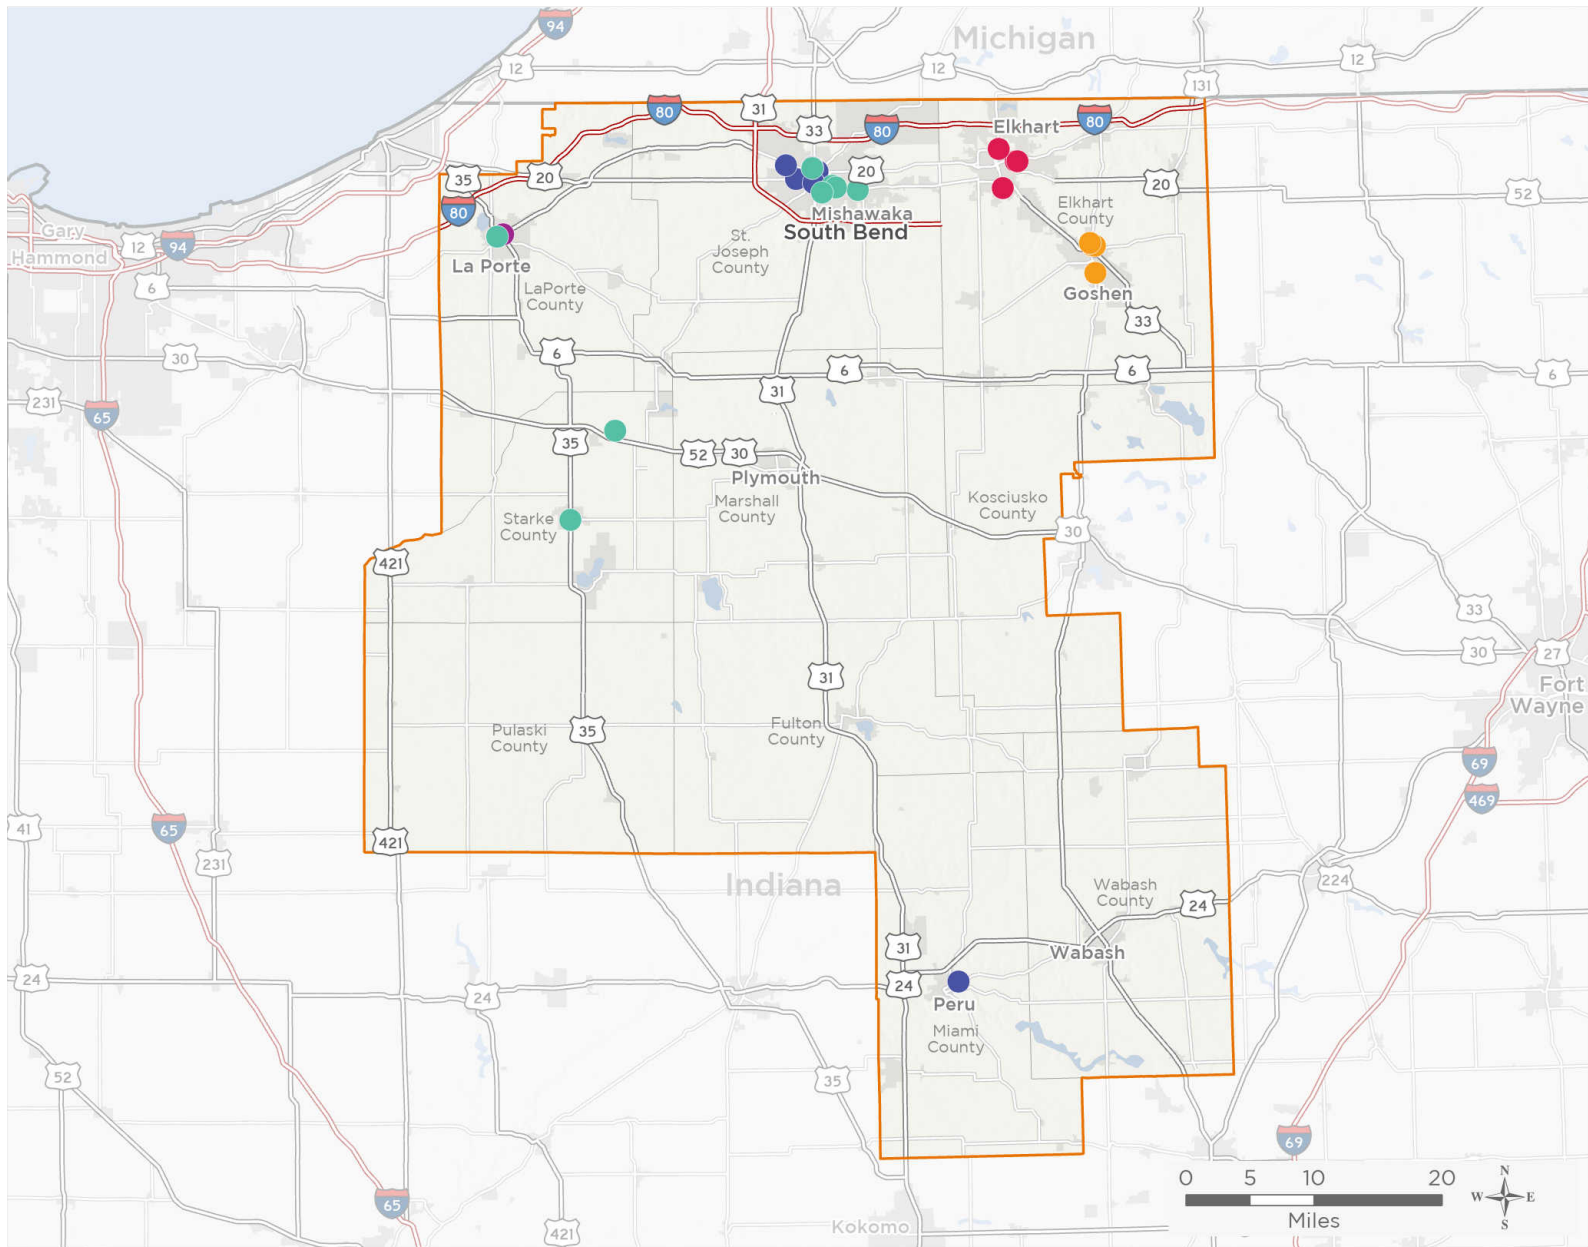 94
Michigan
12
12
12
131
80
31
33
80
Elkhart
80
35
20
20
20
52
80
Elkhart
County
Mishawaka
South Bend
Gary
Hammond
12
94
6
St.
Joseph
County
La Porte
LaPorte
County
Goshen
33
30
6
6
6
6
231
65
31
35
52
30
Plymouth
Marshall
County
Kosciusko
County
30
Starke
County
421
33
30
27
Fort
Wayne
31
Pulaski
County
35
Fulton
County
69
469
41
65
231
421
Indiana
224
Wabash
County
24
31
Wabash
24
24
24
Peru
Miami
County
52
35
69
65
421
Kokomo
0
5
10
20
Miles
N
W
E
S